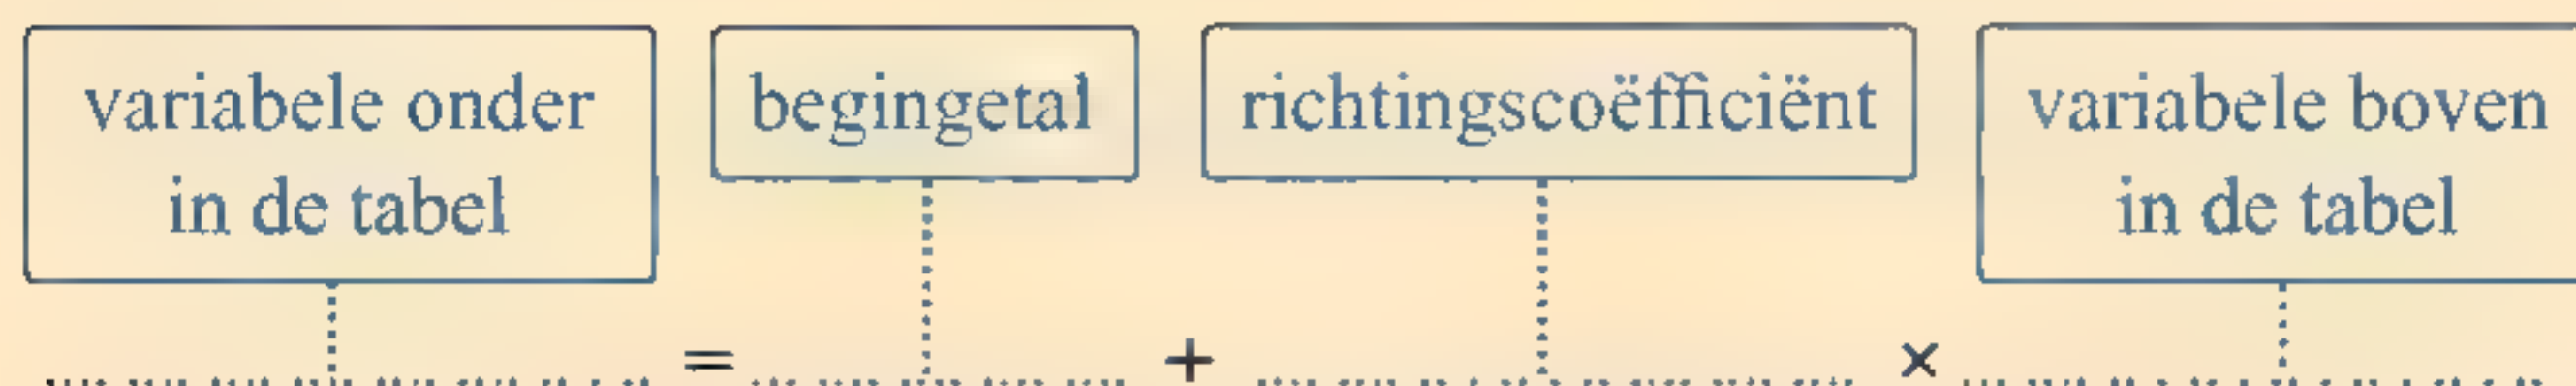 variabele onder
in de tabel
begingetal
richtingscoëfficiënt
variabele boven
in de tabel
= + ×